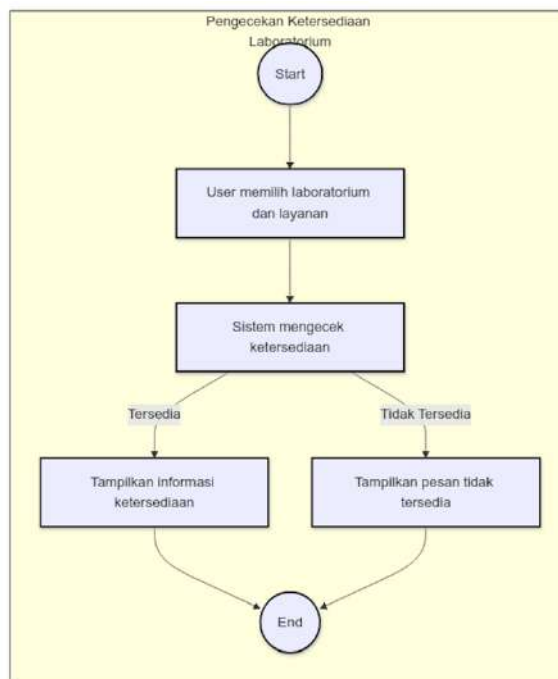 Pengecekan Ketersediaan
Laboratorium
Start
User memilih laboratorium
dan layanan
Sistem mengecek
ketersediaan
Tersedia
Tidak Tersedia
Tampilkan informasi
ketersediaan
Tampilkan pesan tidak
tersedia
End